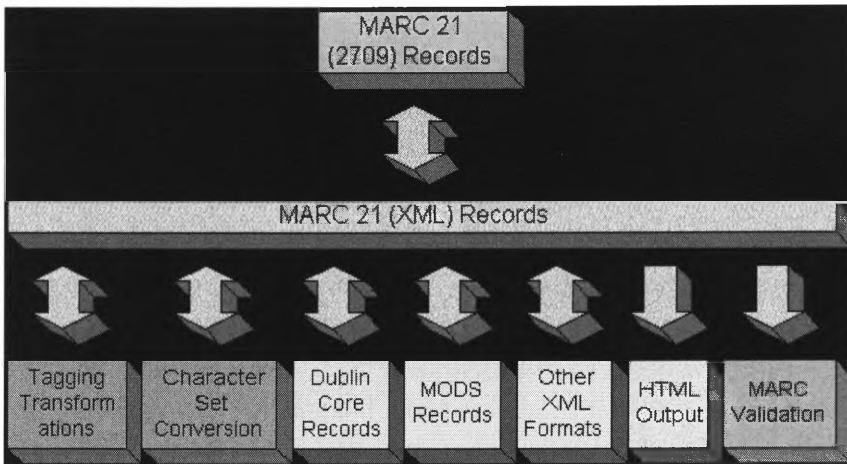 MARC 21
(2709) Records
MARC 21 (XML) Records
Tagging
Transform
ations
Character
Set
Conversion
Dublin
Core
Records
MODS
Records
Other
XML
Formats
HTML
Output
MARC
Validation